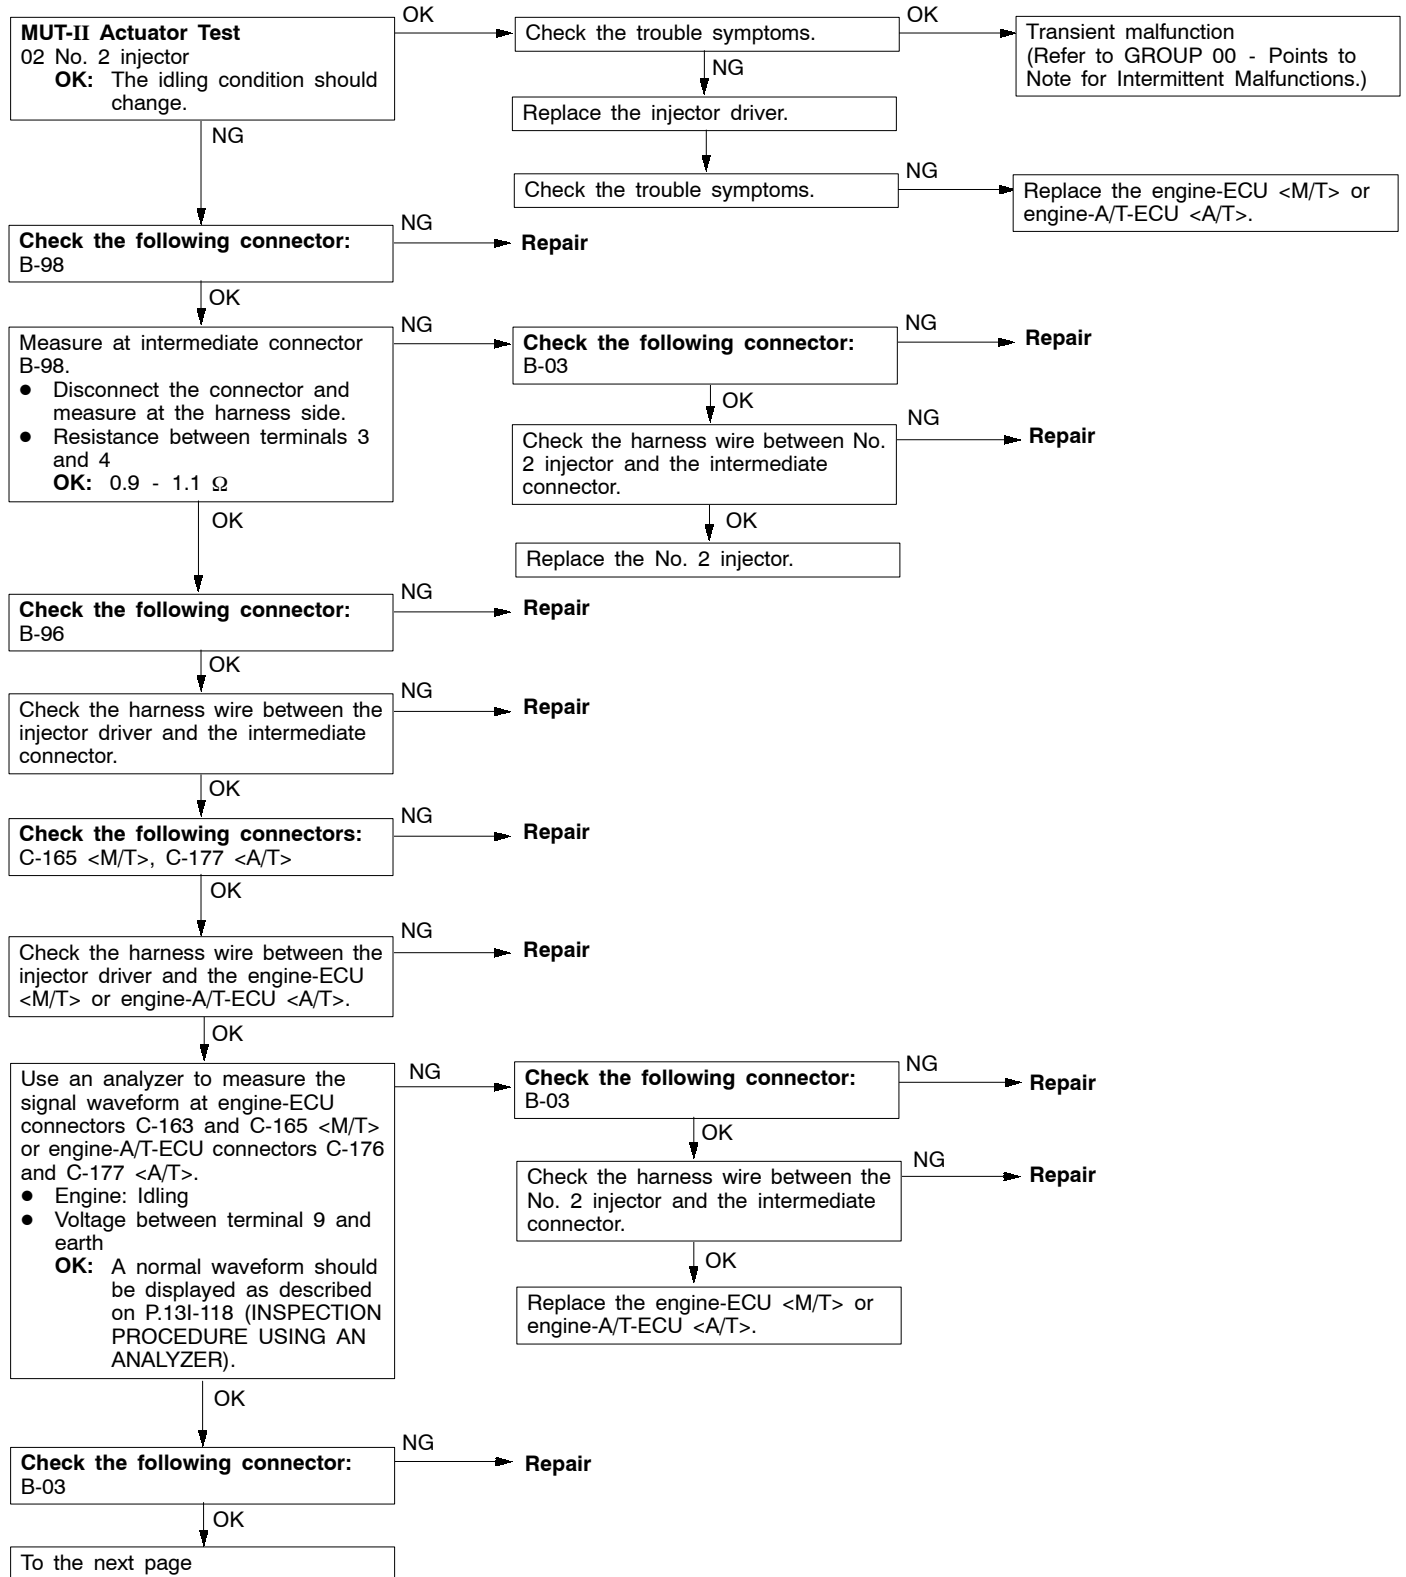 MUT-II Actuator Test
02 No. 2 injector
OK: The idling condition should
change.
OK
Check the trouble symptoms.
OK
Transient malfunction
(Refer to GROUP 00 - Points to
Note for Intermittent Malfunctions.)
NG
Replace the injector driver.
Check the trouble symptoms.
NG
Replace the engine-ECU <M/T> or
engine-A/T-ECU <A/T>.
NG
Check the following connector:
B-98
NG
Repair
OK
Measure at intermediate connector
B-98.
● Disconnect the connector and
measure at the harness side.
● Resistance between terminals 3
and 4
OK: 0.9 - 1.1 Ω
NG
Check the following connector:
B-03
NG
Repair
OK
Check the harness wire between No.
2 injector and the intermediate
connector.
NG
Repair
OK
Replace the No. 2 injector.
OK
Check the following connector:
B-96
NG
Repair
OK
Check the harness wire between the
injector driver and the intermediate
connector.
NG
Repair
OK
Check the following connectors:
C-165 <M/T>, C-177 <A/T>
NG
Repair
OK
Check the harness wire between the
injector driver and the engine-ECU
<M/T> or engine-A/T-ECU <A/T>.
NG
Repair
OK
Use an analyzer to measure the
signal waveform at engine-ECU
connectors C-163 and C-165 <M/T>
or engine-A/T-ECU connectors C-176
and C-177 <A/T>.
● Engine: Idling
● Voltage between terminal 9 and
earth
OK: A normal waveform should
be displayed as described
on P.13I-118 (INSPECTION
PROCEDURE USING AN
ANALYZER).
NG
Check the following connector:
B-03
NG
Repair
OK
Check the harness wire between the
No. 2 injector and the intermediate
connector.
NG
Repair
OK
Replace the engine-ECU <M/T> or
engine-A/T-ECU <A/T>.
OK
Check the following connector:
B-03
NG
Repair
OK
To the next page